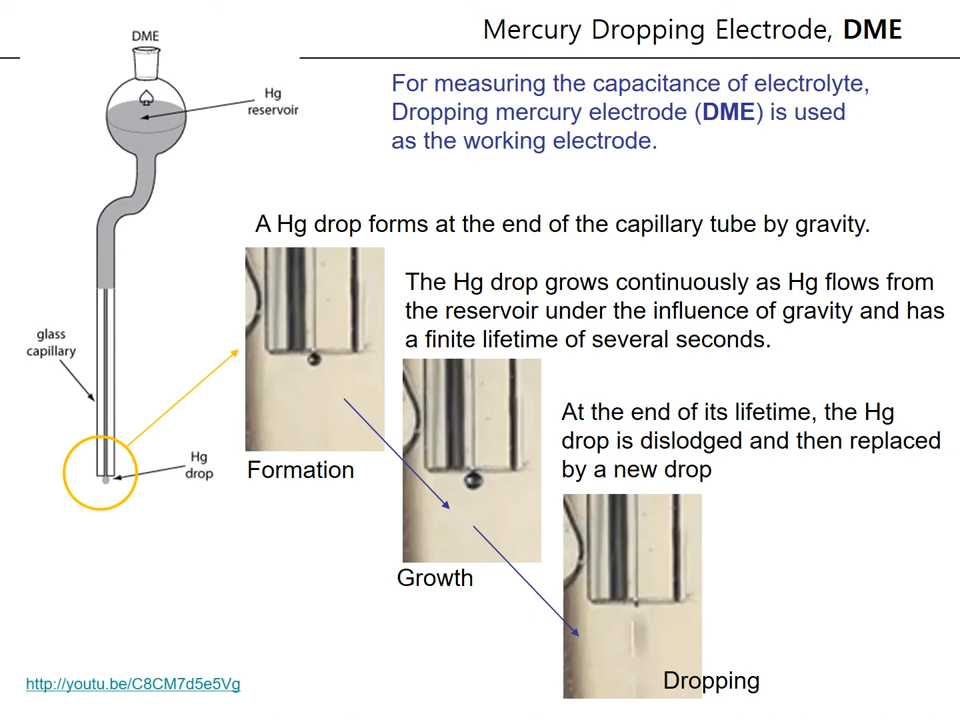 Mercury Dropping Electrode, DME
DME
Hg
reservoir
For measuring the capacitance of electrolyte,
Dropping mercury electrode (DME) is used
as the working electrode.
A Hg drop forms at the end of the capillary tube by gravity.
The Hg drop grows continuously as Hg flows from
the reservoir under the influence of gravity and has
a finite lifetime of several seconds.
glass
capillary
At the end of its lifetime, the Hg
drop is dislodged and then replaced
by a new drop
Hg
drop
Formation
Growth
Dropping
http://youtu.be/C8CM7d5e5Vg